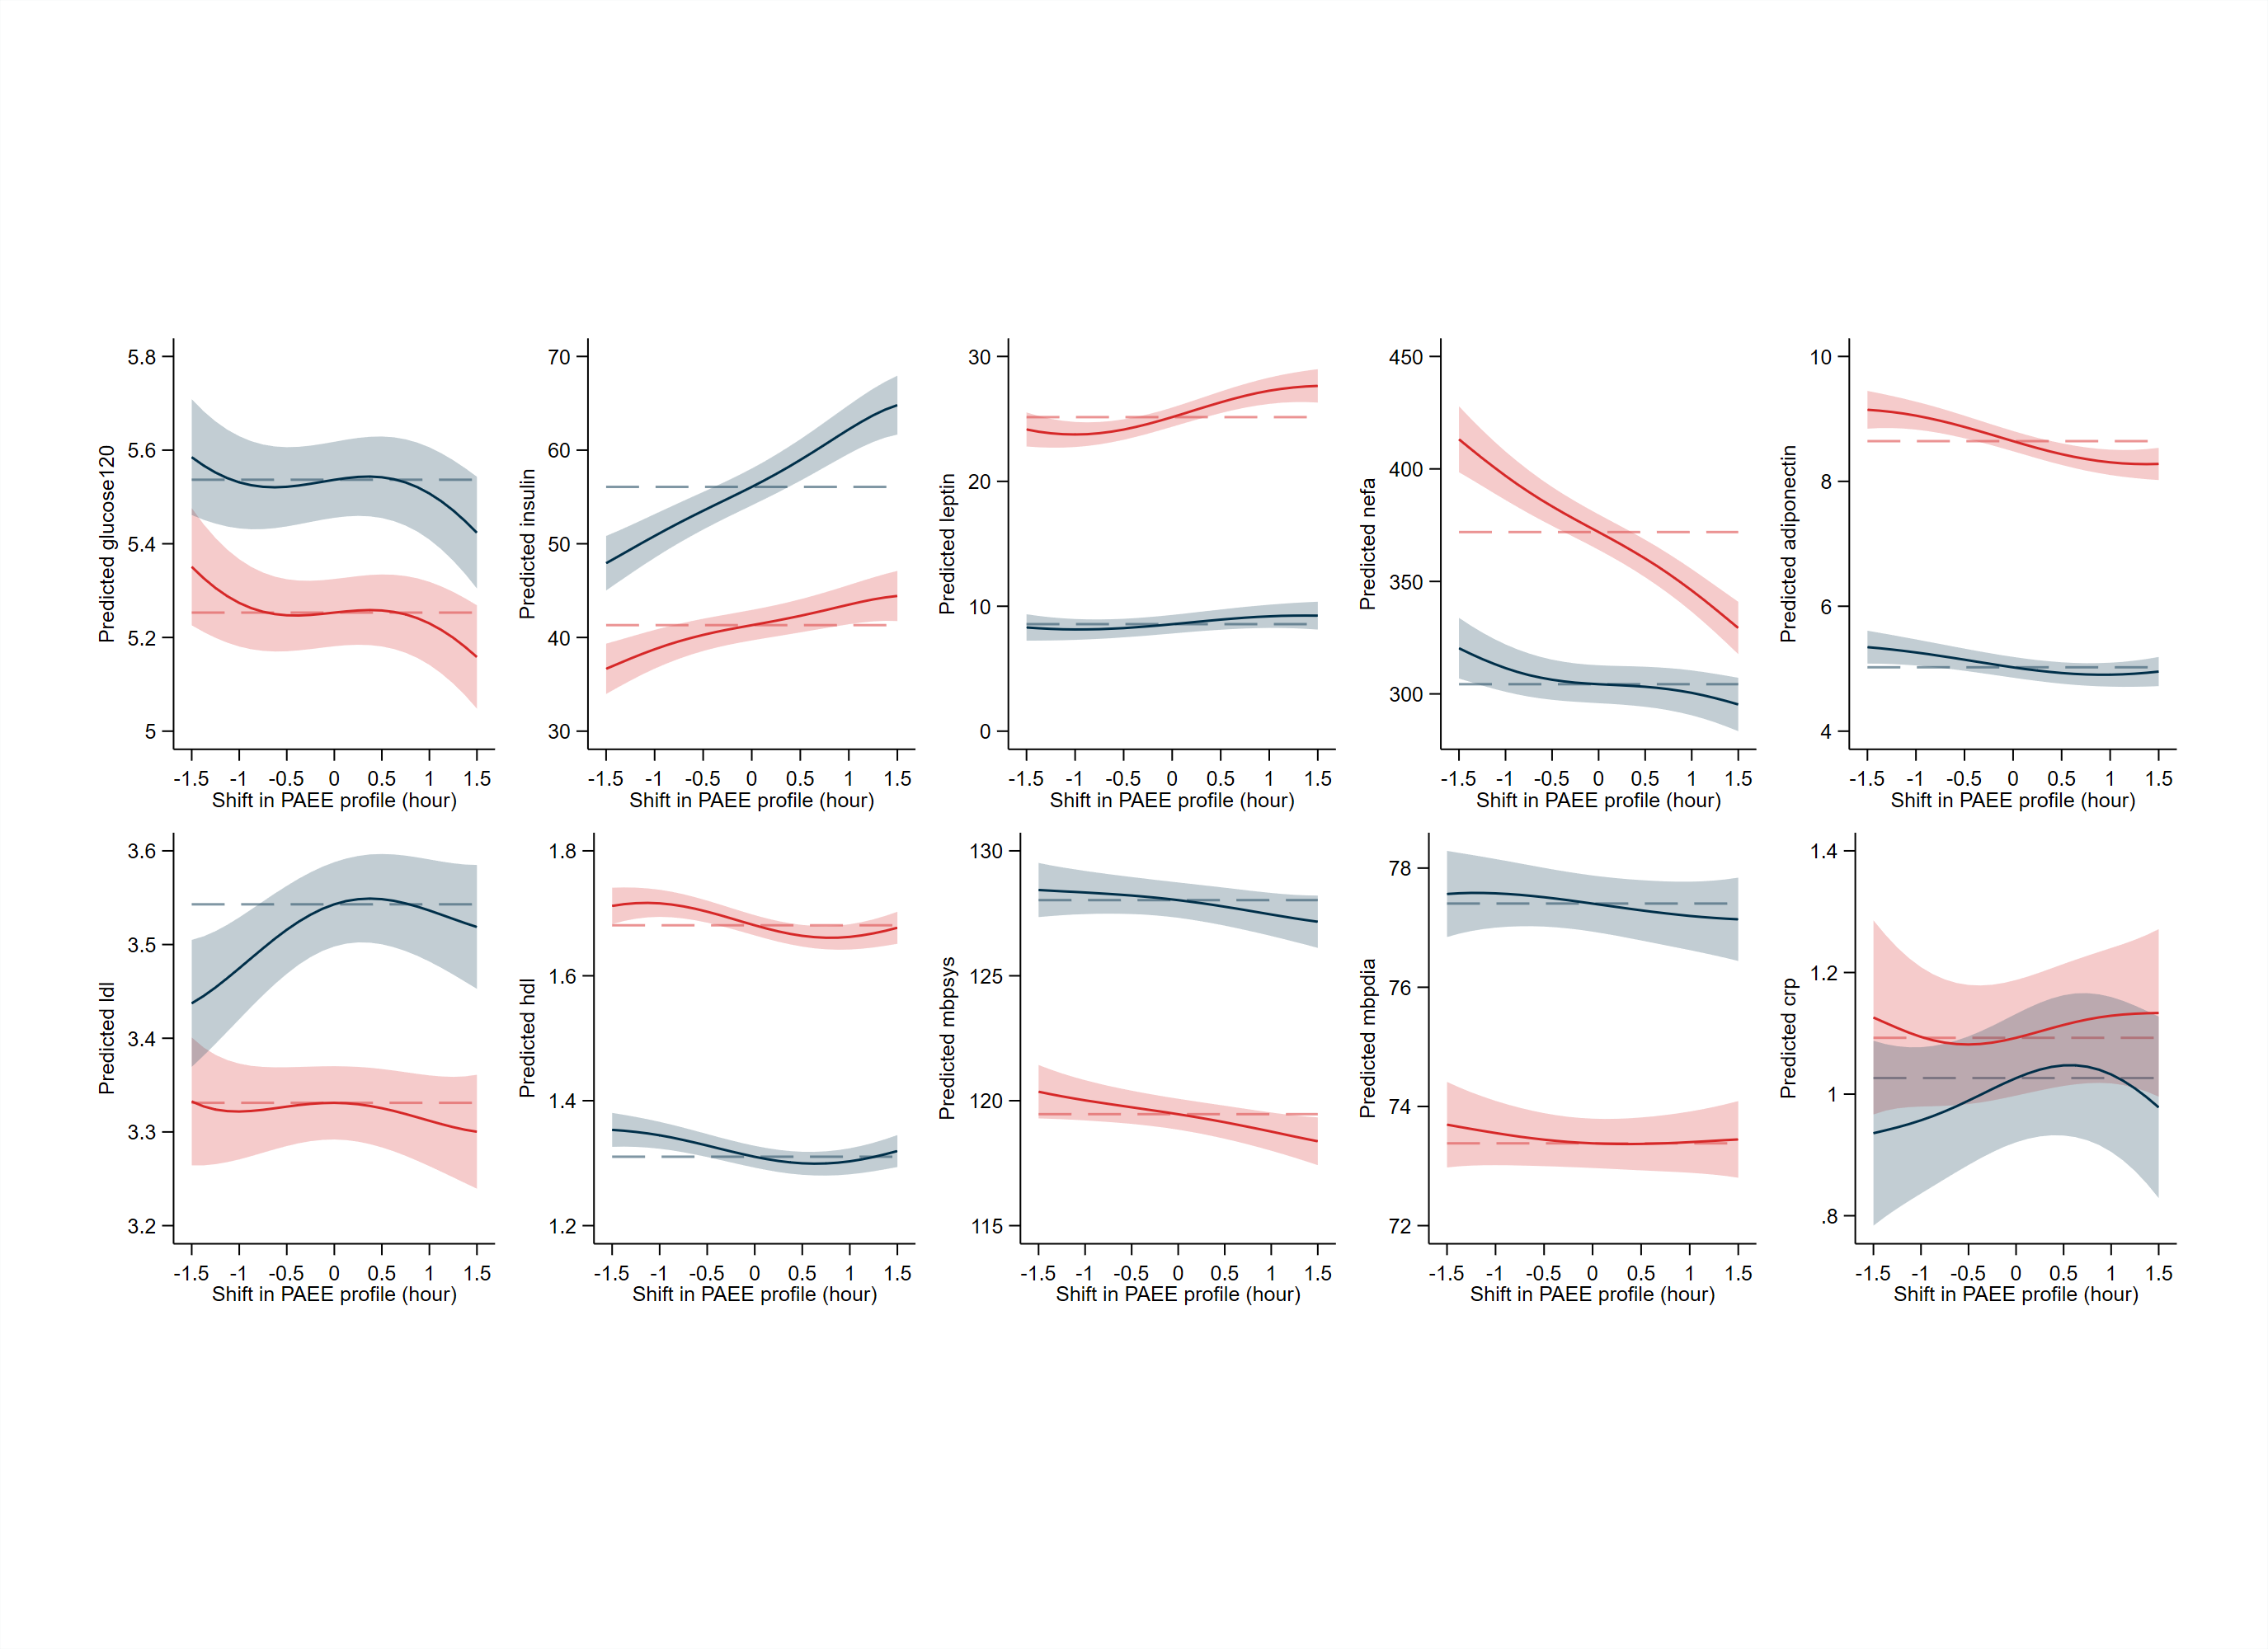 5.8
5.6
5.4
5.2
5
Predicted glucose120
-1.5 -1 -0.5 0 0.5 1 1.5
Shift in PAEE profile (hour)
70
60
50
40
30
Predicted insulin
-1.5 -1 -0.5 0 0.5 1 1.5
Shift in PAEE profile (hour)
30
20
10
0
Predicted leptin
-1.5 -1 -0.5 0 0.5 1 1.5
Shift in PAEE profile (hour)
450
400
350
300
Predicted nefa
-1.5 -1 -0.5 0 0.5 1 1.5
Shift in PAEE profile (hour)
10
8
6
4
Predicted adiponectin
-1.5 -1 -0.5 0 0.5 1 1.5
Shift in PAEE profile (hour)
3.6
3.5
3.4
3.3
3.2
Predicted ldl
-1.5 -1 -0.5 0 0.5 1 1.5
Shift in PAEE profile (hour)
1.8
1.6
1.4
1.2
Predicted hdl
-1.5 -1 -0.5 0 0.5 1 1.5
Shift in PAEE profile (hour)
130
125
120
115
Predicted mbpsys
-1.5 -1 -0.5 0 0.5 1 1.5
Shift in PAEE profile (hour)
78
76
74
72
Predicted mbpdia
-1.5 -1 -0.5 0 0.5 1 1.5
Shift in PAEE profile (hour)
1.4
1.2
1
.8
Predicted crp
-1.5 -1 -0.5 0 0.5 1 1.5
Shift in PAEE profile (hour)